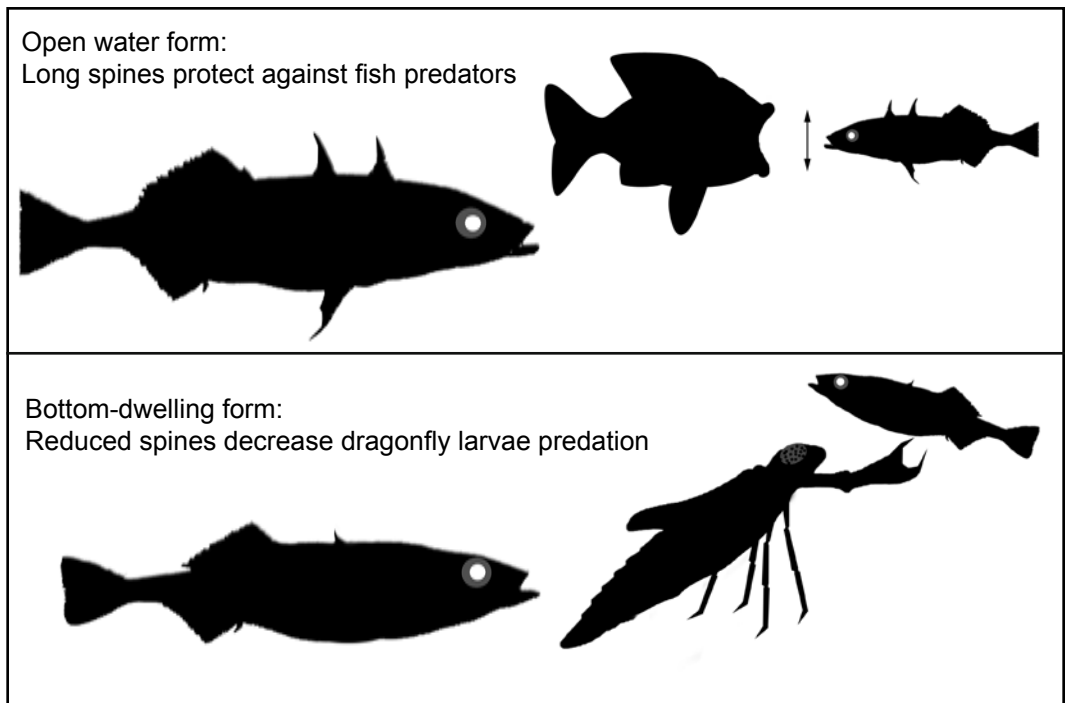 Open water form:
Long spines protect against fish predators
Bottom-dwelling form:
Reduced spines decrease dragonfly larvae predation